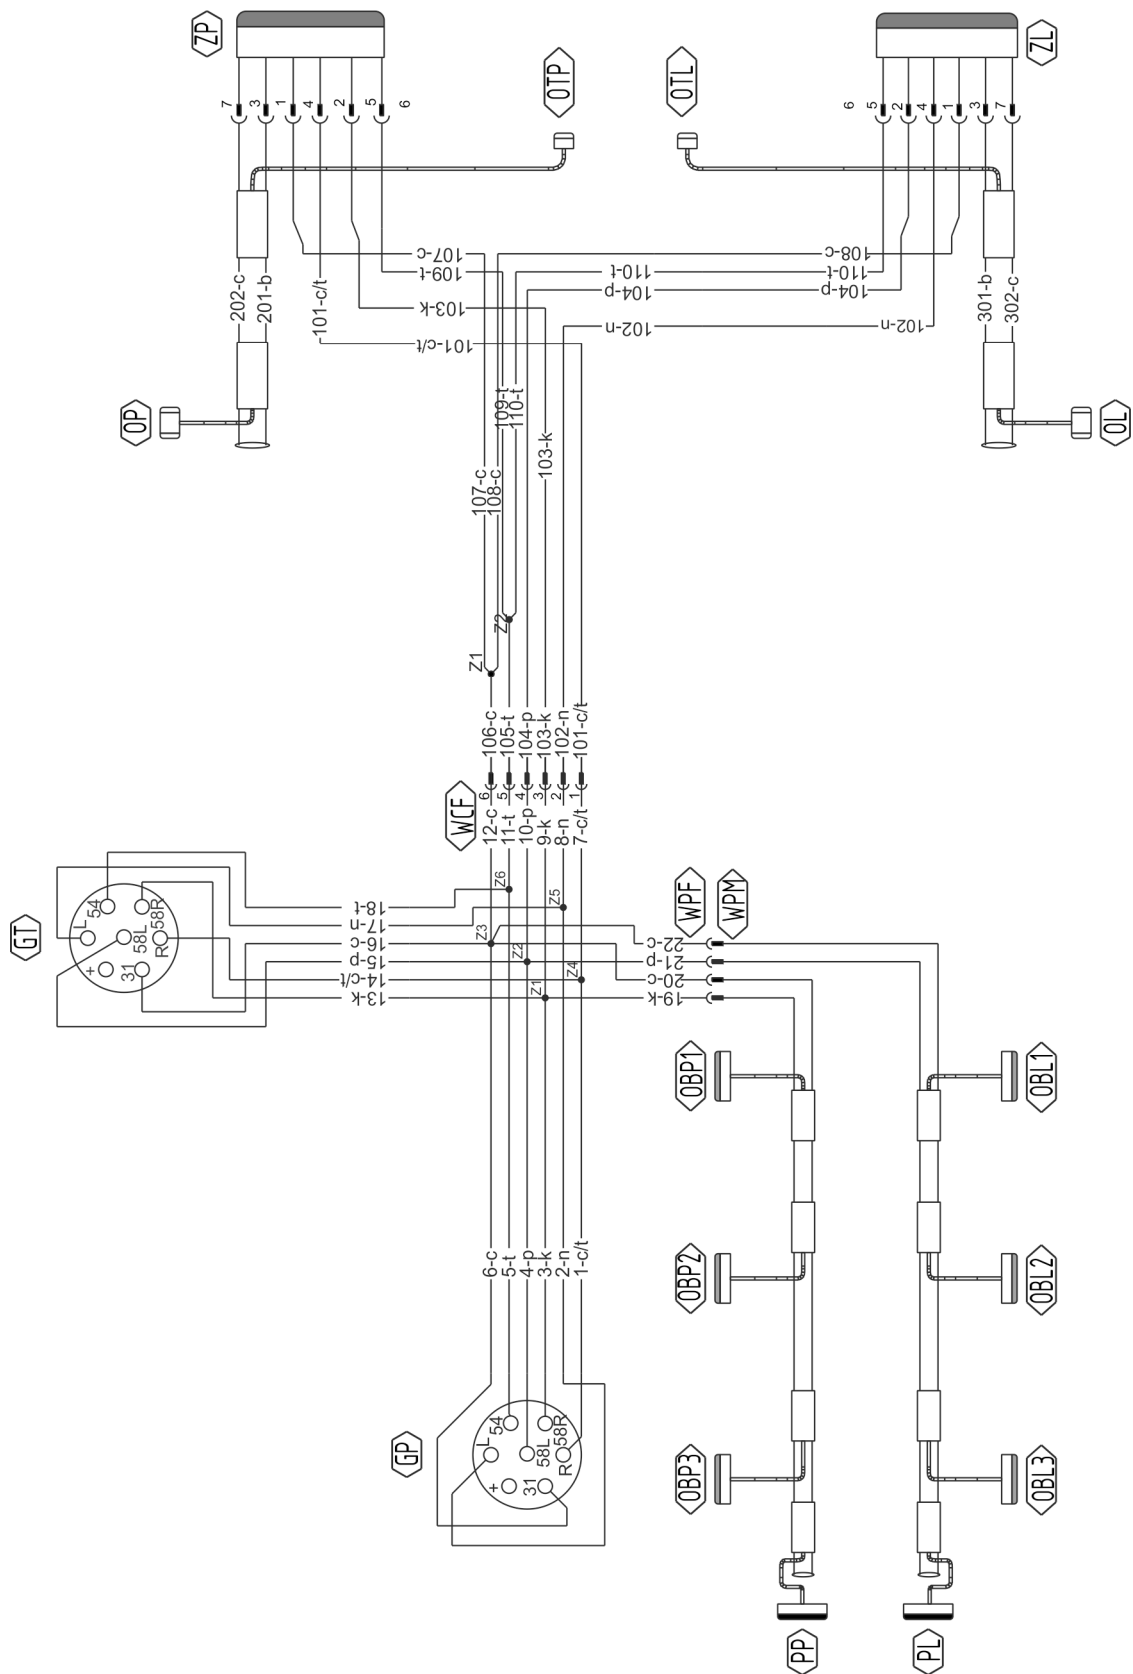 ZP
7
3
1
4
2
5
6
OTP
OTL
ZL
6
5
2
4
1
3
7
202-c
201-b
101-c/t
107-c
109-t
103-k
101-c/t
108-c
110-t
110-t
104-p
104-p
102-n
102-n
301-b
302-c
OP
OL
109-t
110-t
103-k
107-c
108-c
Z2
Z1
106-c
105-t
104-p
103-k
102-n
101-c/t
WCF
6
5
4
3
2
1
12-c
11-t
10-p
9-k
8-n
7-c/t
GT
54
58R
L
58L
R
+
31
18-t
17-n
16-c
15-p
14-c/t
13-k
Z6
Z5
Z3
Z2
Z4
Z1
WPF
WPM
22-c
21-p
20-c
19-k
OBP1
OBL1
OBP2
OBL2
6-c
5-t
4-p
3-k
2-n
1-c/t
GP
54
58R
L
58L
R
+
31
OBP3
OBL3
PP
PL